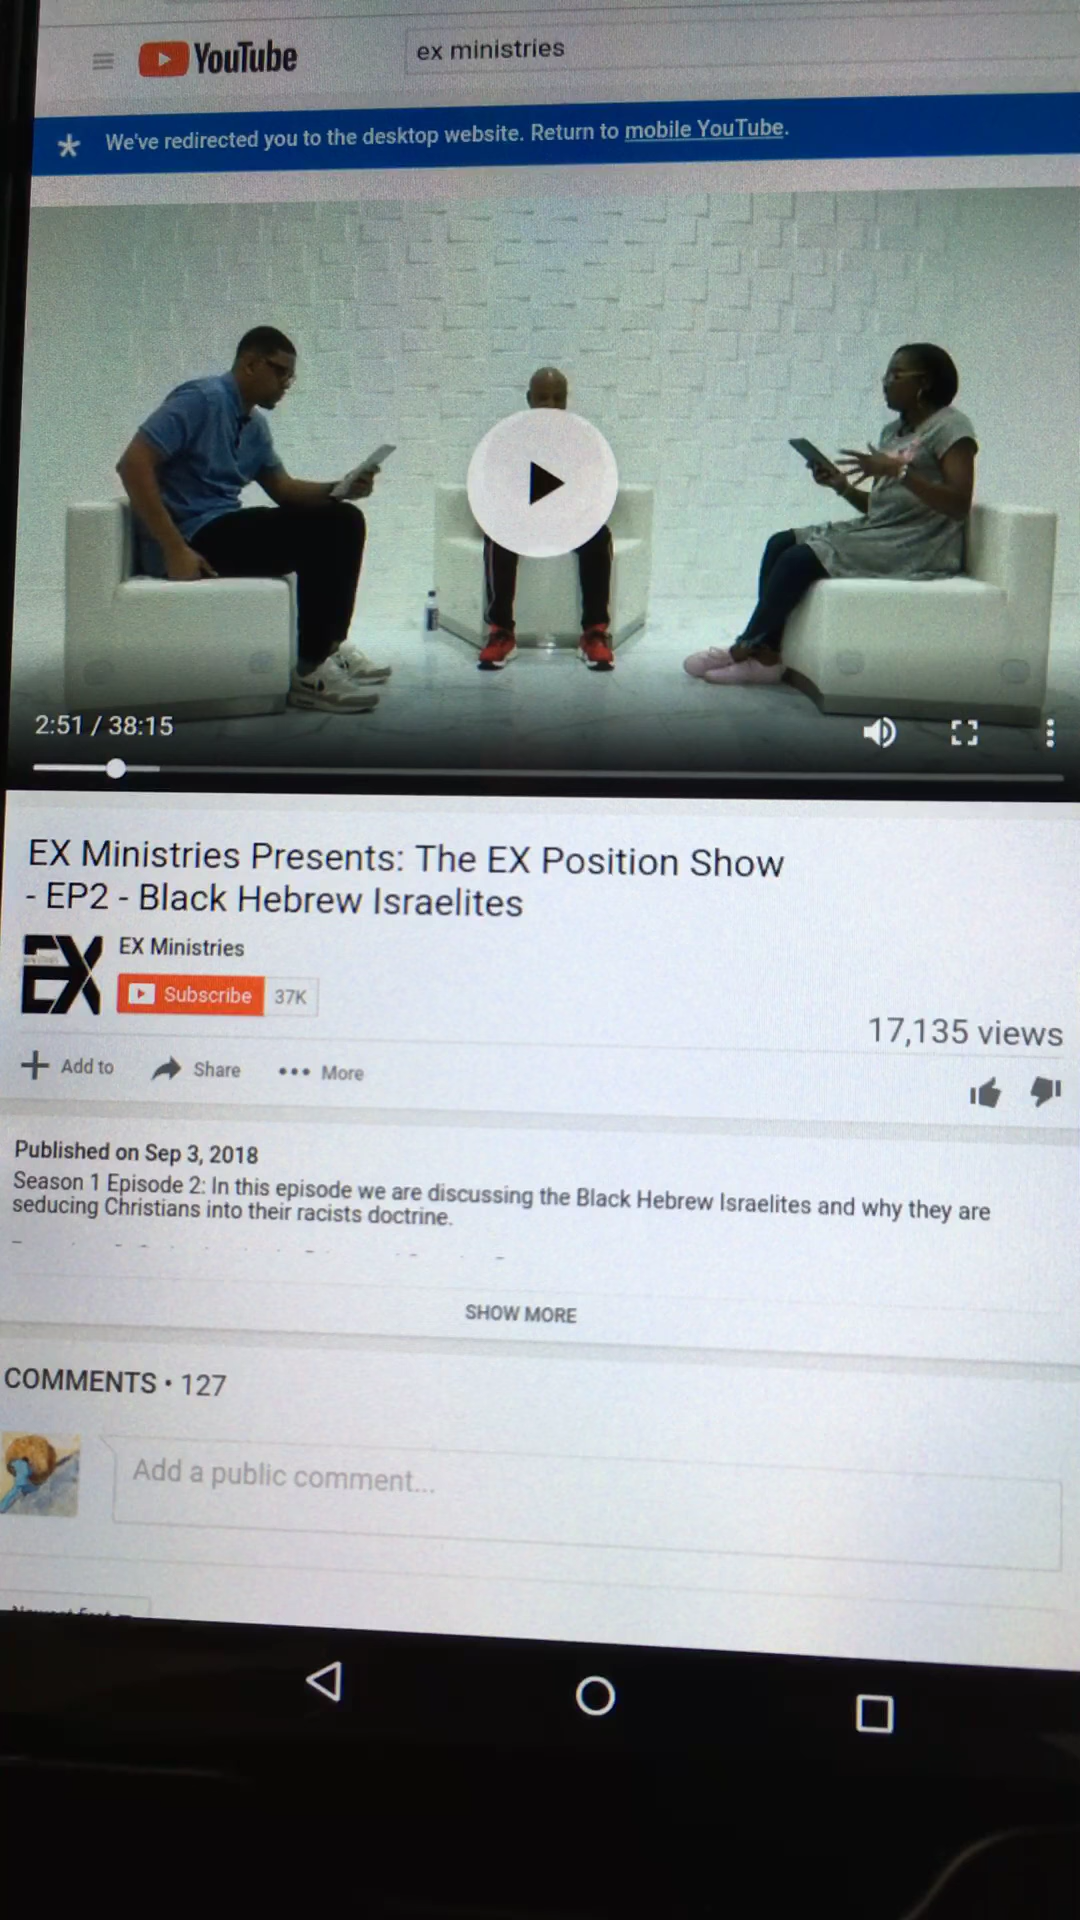 YouTube
ex ministries
We've redirected you to the desktop website. Return to mobile YouTube.
2:51 / 38:15
EX Ministries Presents: The EX Position Show
- EP2 - Black Hebrew Israelites
EX
EX Ministries
Subscribe 37K
17,135 views
Add to Share More
Published on Sep 3, 2018
Season 1 Episode 2: In this episode we are discussing the Black Hebrew Israelites and why they are
seducing Christians into their racists doctrine.
SHOW MORE
COMMENTS • 127
Add a public comment...